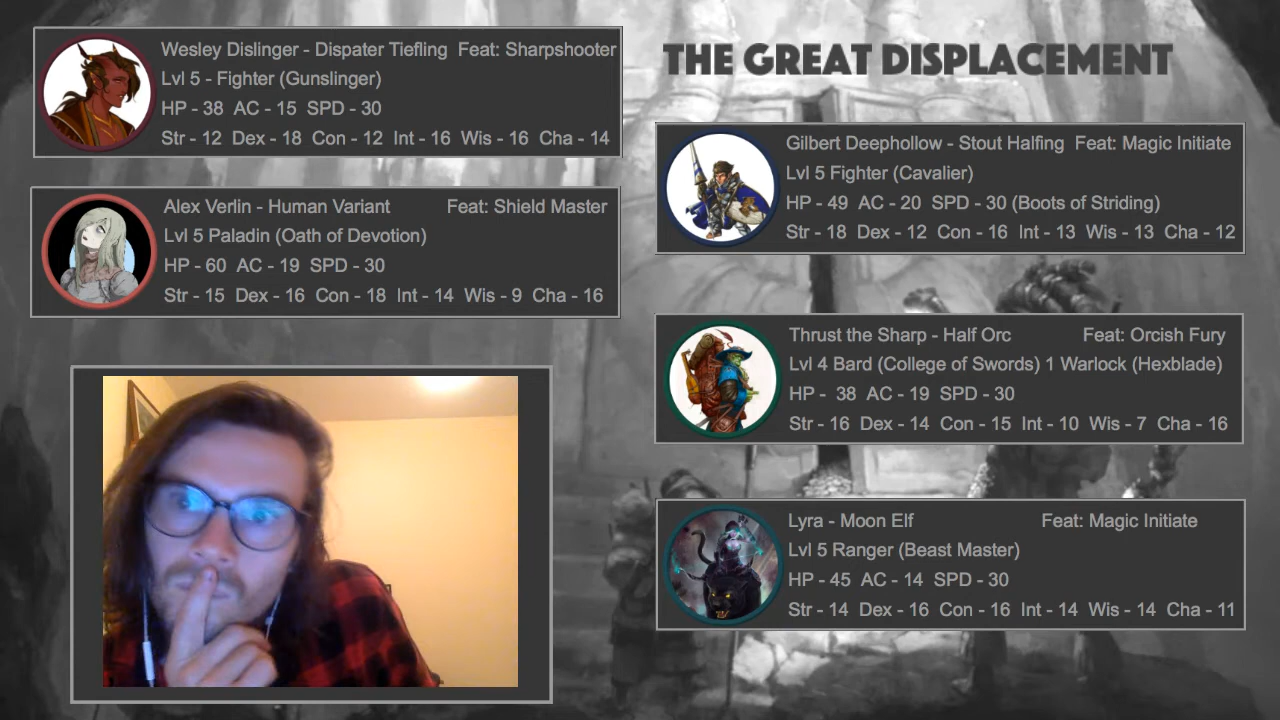 Wesley Dislinger - Dispater Tiefling Feat: Sharpshooter
Lvl 5 - Fighter (Gunslinger)
HP - 38 AC - 15 SPD - 30
Str - 12 Dex - 18 Con - 12 Int - 16 Wis - 16 Cha - 14
Alex Verlin - Human Variant Feat: Shield Master
Lvl 5 Paladin (Oath of Devotion)
HP - 60 AC - 19 SPD - 30
Str - 15 Dex - 16 Con - 18 Int - 14 Wis - 9 Cha - 16
THE GREAT DISPLACEMENT
Gilbert Deephollow - Stout Halfing Feat: Magic Initiate
Lvl 5 Fighter (Cavalier)
HP - 49 AC - 20 SPD - 30 (Boots of Striding)
Str - 18 Dex - 12 Con - 16 Int - 13 Wis - 13 Cha - 12
Thrust the Sharp - Half Orc Feat: Orcish Fury
Lvl 4 Bard (College of Swords) 1 Warlock (Hexblade)
HP - 38 AC - 19 SPD - 30
Str - 16 Dex - 14 Con - 15 Int - 10 Wis - 7 Cha - 16
Lyra - Moon Elf Feat: Magic Initiate
Lvl 5 Ranger (Beast Master)
HP - 45 AC - 14 SPD - 30
Str - 14 Dex - 16 Con - 16 Int - 14 Wis - 14 Cha - 11